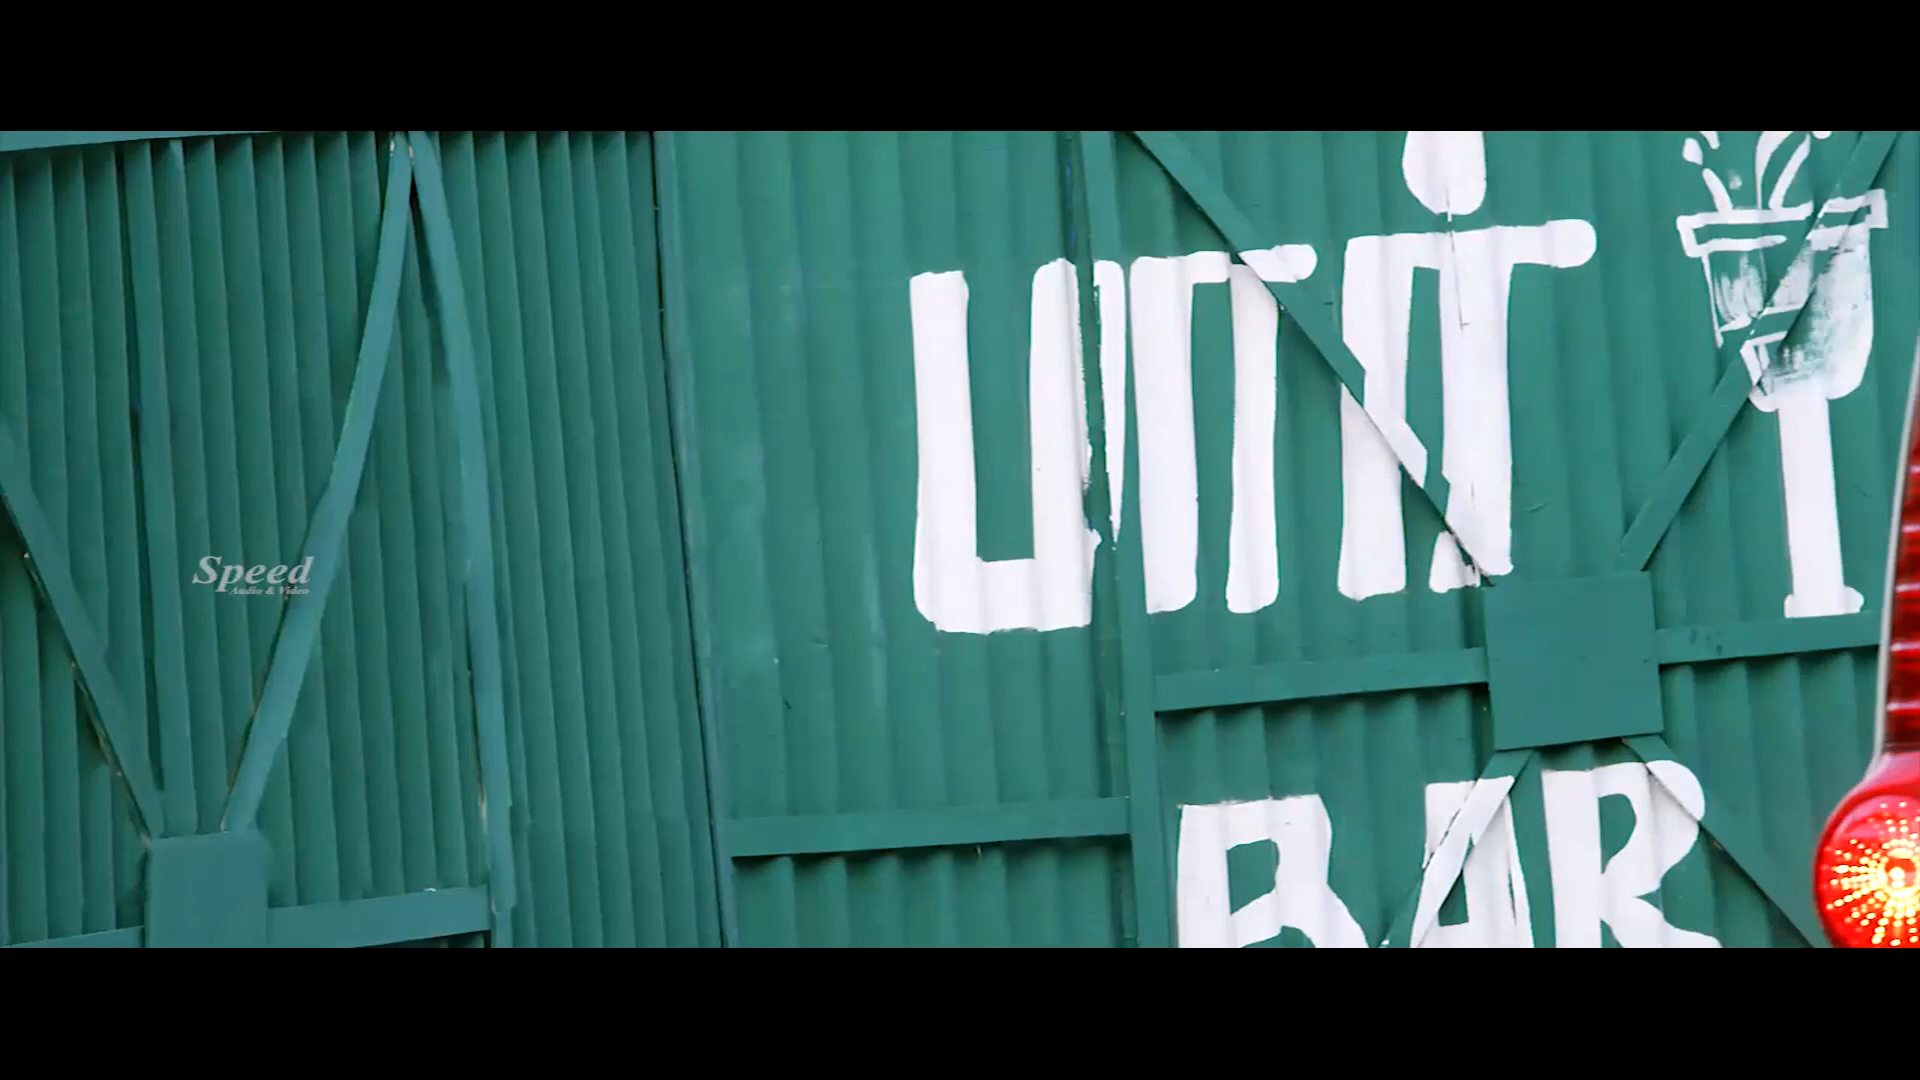 பார்
BAR
Speed
Audio & Video